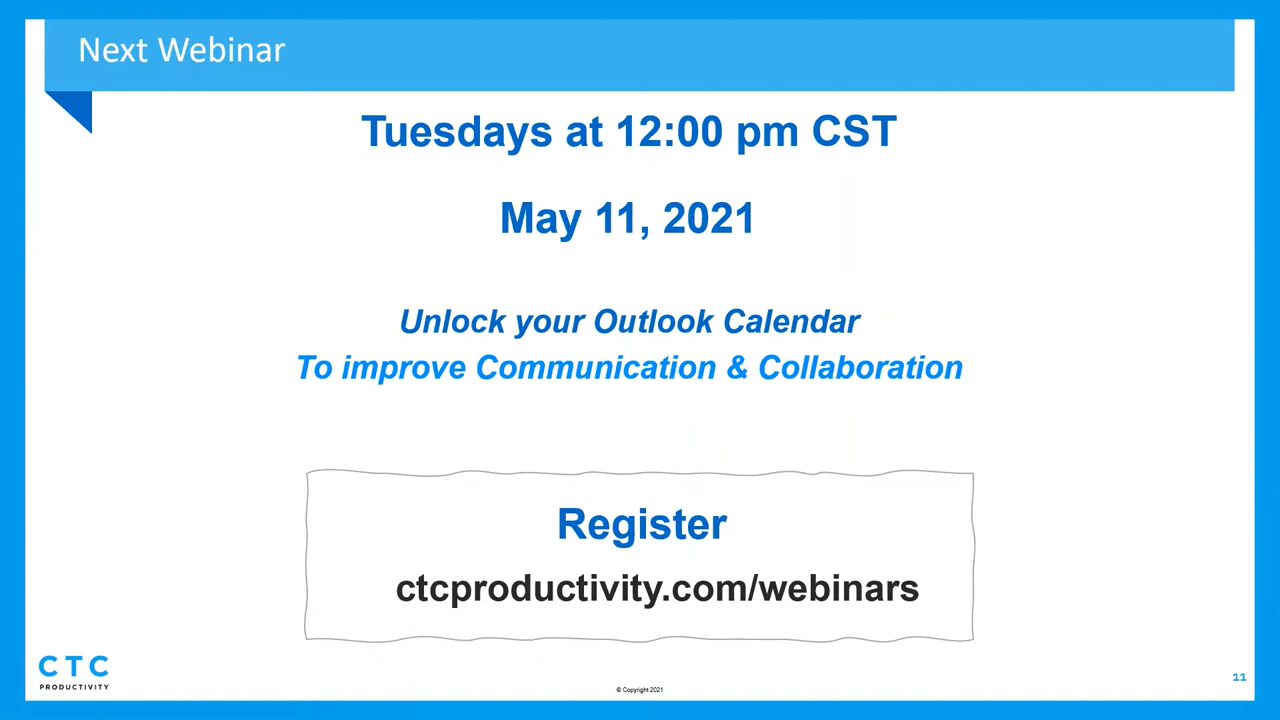 Next Webinar
Tuesdays at 12:00 pm CST
May 11, 2021
Unlock your Outlook Calendar
To improve Communication & Collaboration
Register
ctcproductivity.com/webinars
CTC
PRODUCTIVITY
© Copyright 2021
11